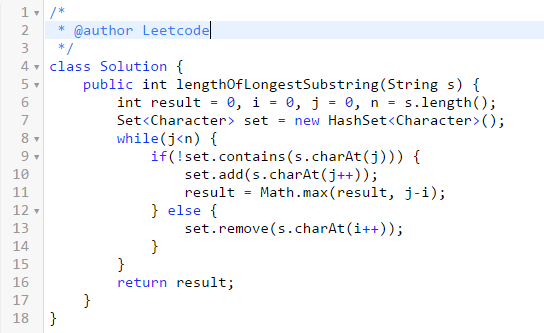 1 /*
2  * @author Leetcode
3  */
4 class Solution {
5     public int lengthOfLongestSubstring(String s) {
6         int result = 0, i = 0, j = 0, n = s.length();
7         Set<Character> set = new HashSet<Character>();
8         while(j<n) {
9             if(!set.contains(s.charAt(j))) {
10                 set.add(s.charAt(j++));
11                 result = Math.max(result, j-i);
12             } else {
13                 set.remove(s.charAt(i++));
14             }
15         }
16         return result;
17     }
18 }